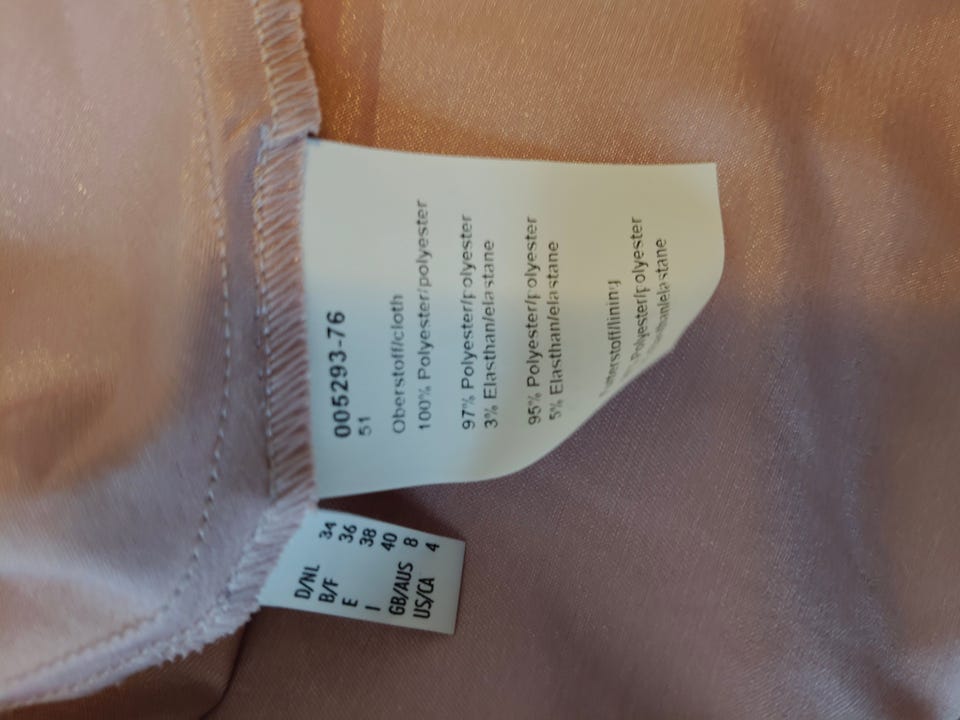 005293-76
51
Oberstoff/cloth
100% Polyester/polyester
97% Polyester/polyester
3% Elasthan/elastane
95% Polyester/polyester
5% Elasthan/elastane
Polyester/polyester
D/NL 34
B/F 36
E 38
I 40
GB/AUS 8
US/CA 4